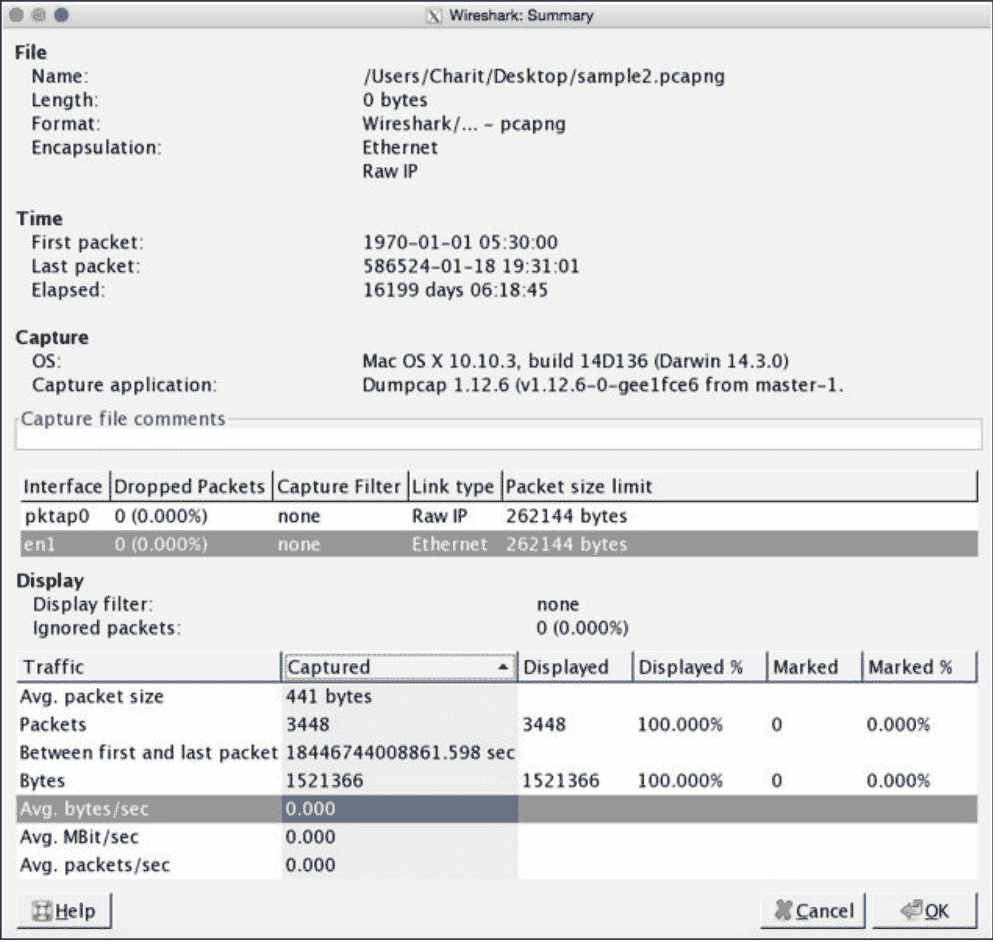 Wireshark: Summary
File
Name: /Users/Charit/Desktop/sample2.pcapng
Length: 0 bytes
Format: Wireshark/... - pcapng
Encapsulation: Ethernet
Raw IP
Time
First packet: 1970-01-01 05:30:00
Last packet: 586524-01-18 19:31:01
Elapsed: 16199 days 06:18:45
Capture
OS: Mac OS X 10.10.3, build 14D136 (Darwin 14.3.0)
Capture application: Dumpcap 1.12.6 (v1.12.6-0-gee1fce6 from master-1.
Capture file comments
Interface Dropped Packets Capture Filter Link type Packet size limit
pktap0 0 (0.000%) none Raw IP 262144 bytes
en1 0 (0.000%) none Ethernet 262144 bytes
Display
Display filter: none
Ignored packets: 0 (0.000%)
Traffic Captured Displayed Displayed % Marked Marked %
Avg. packet size 441 bytes
Packets 3448 3448 100.000% 0 0.000%
Between first and last packet 18446744008861.598 sec
Bytes 1521366 1521366 100.000% 0 0.000%
Avg. bytes/sec 0.000
Avg. MBit/sec 0.000
Avg. packets/sec 0.000
Help Cancel OK